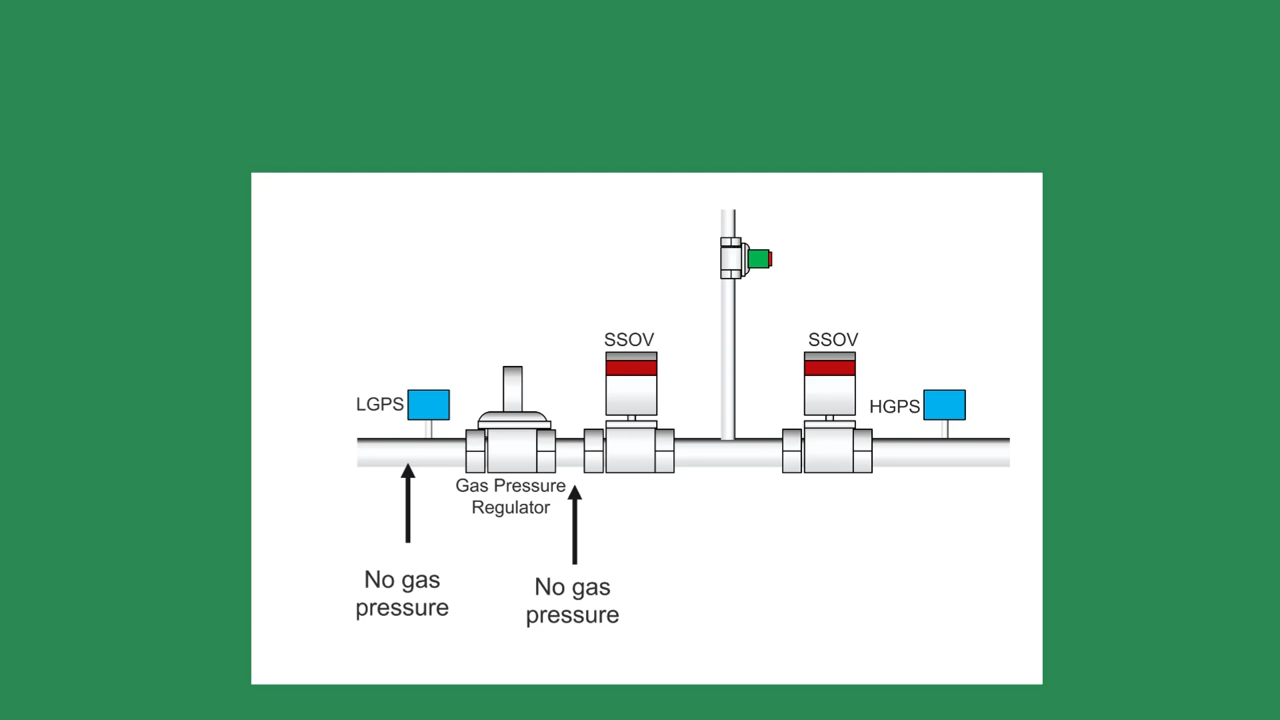 SSOV
SSOV
LGPS
HGPS
Gas Pressure
Regulator
No gas
pressure
No gas
pressure